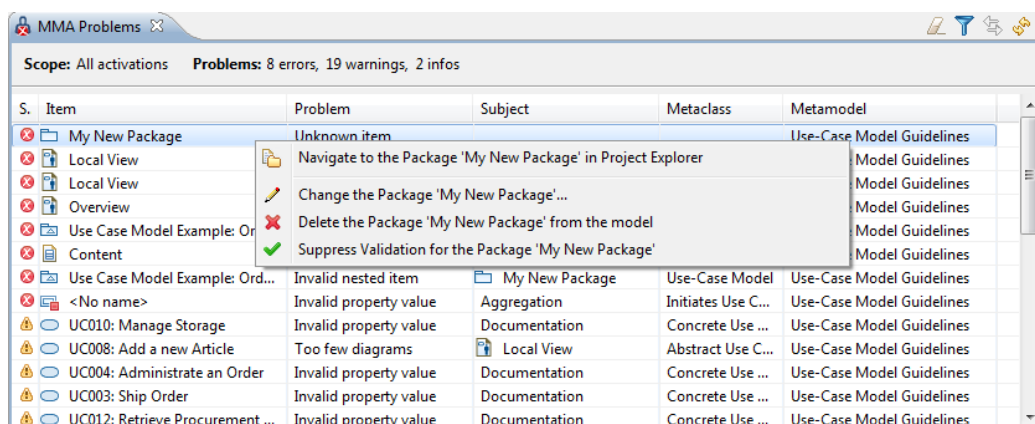 MMA Problems
Scope: All activations Problems: 8 errors, 19 warnings, 2 infos
S. Item Problem Subject Metaclass Metamodel
My New Package Unknown item Use-Case Model Guidelines
Local View Model Guidelines
Navigate to the Package 'My New Package' in Project Explorer
Local View Model Guidelines
Change the Package 'My New Package'...
Overview Model Guidelines
Delete the Package 'My New Package' from the model
Use Case Model Example: Or Model Guidelines
Suppress Validation for the Package 'My New Package'
Content Model Guidelines
Use Case Model Example: Ord... Invalid nested item My New Package Use-Case Model Use-Case Model Guidelines
<No name> Invalid property value Aggregation Initiates Use C... Use-Case Model Guidelines
UC010: Manage Storage Invalid property value Documentation Concrete Use ... Use-Case Model Guidelines
UC008: Add a new Article Too few diagrams Local View Abstract Use C... Use-Case Model Guidelines
UC004: Administrate an Order Invalid property value Documentation Concrete Use ... Use-Case Model Guidelines
UC003: Ship Order Invalid property value Documentation Concrete Use ... Use-Case Model Guidelines
UC012: Retrieve Procurement ... Invalid property value Documentation Concrete Use ... Use-Case Model Guidelines